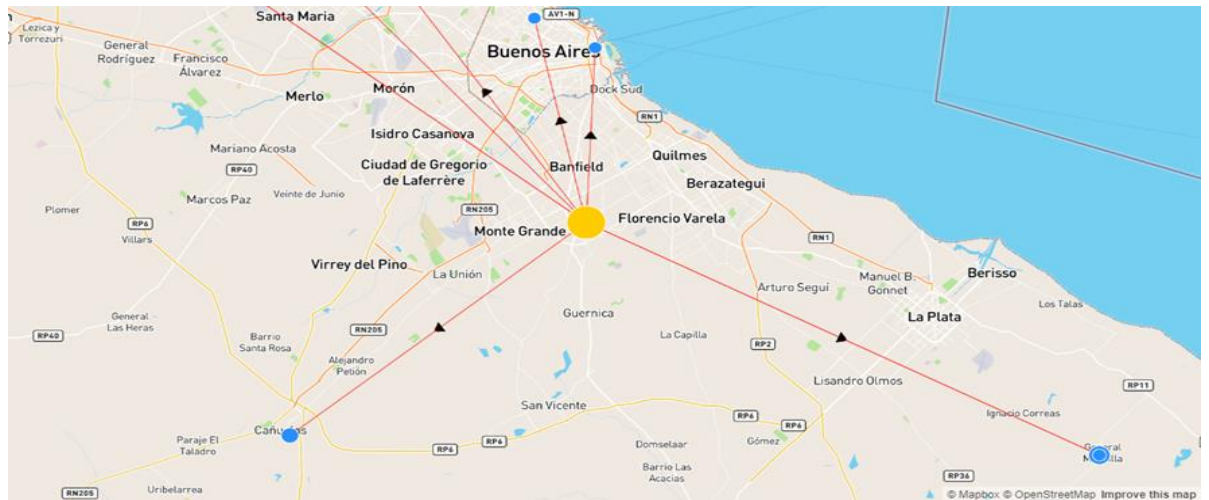 Santa Maria
AV1-N
Lezica y
Torrezuri
General
Rodríguez
Francisco
Álvarez
Buenos Aires
Merlo
Morón
Dock Sud
RN1
Isidro Casanova
Mariano Acosta
Ciudad de Gregorio
de Laferrère
Banfield
Quilmes
RP40
Berazategui
Marcos Paz
Veinte de Junio
Plomer
RP6
RN205
Villars
Monte Grande
Florencio Varela
RN1
Virrey del Pino
La Unión
Manuel B.
Gonnet
Berisso
Arturo Seguí
Los Talas
General
Las Heras
Guernica
La Plata
RP40
Barrio
Santa Rosa
RN205
La Capilla
RP2
Alejandro
Petión
Lisandro Olmos
RP11
San Vicente
Ignacio Correas
RP6
RP6
Cañuelas
Paraje El
Taladro
RP6
RP6
Domselaar
Gómez
General
Barrio Las
Acacias
RP36
RN205
Uribelarrea
© Mapbox © OpenStreetMap Improve this map